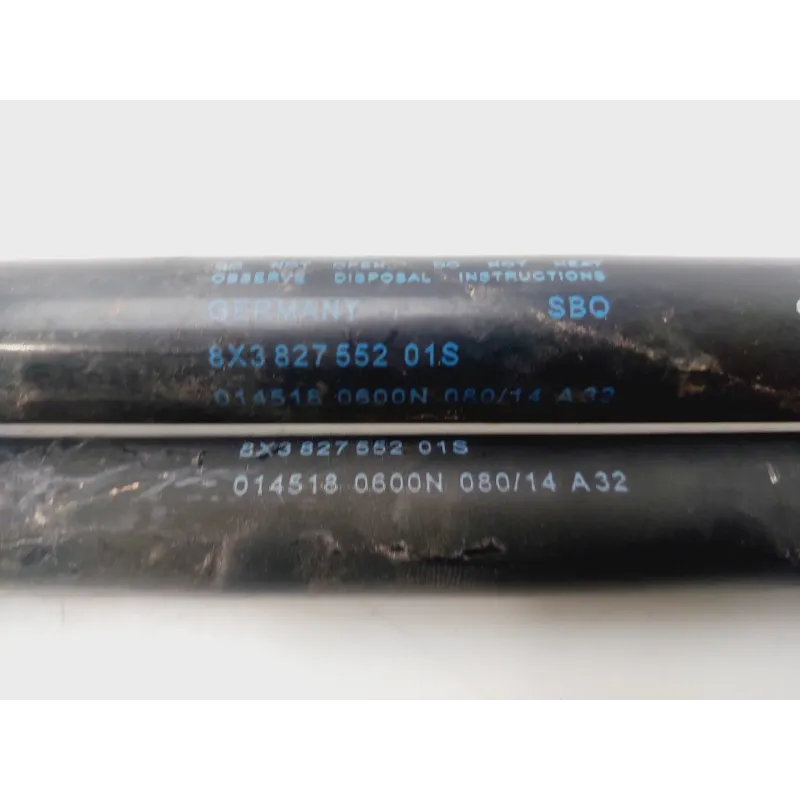 DO NOT OPEN DO NOT HEAT
OBSERVE DISPOSAL INSTRUCTIONS
GERMANY SBQ
8X3 827 552 01S
014518 0600N 080/14 A32
8X3 827 552 01S
014518 0600N 080/14 A32